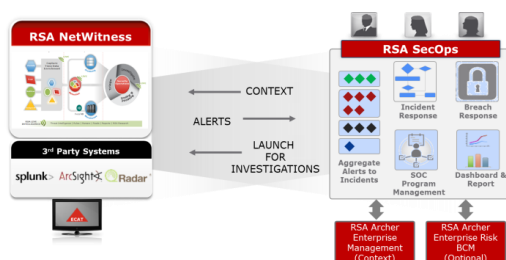 RSA NetWitness
3rd Party Systems
splunk> ArcSight Radar
ECAT
CONTEXT
ALERTS
LAUNCH
FOR
INVESTIGATIONS
RSA SecOps
Aggregate
Alerts to
Incidents
Incident
Response
Breach
Response
SOC
Program
Management
Dashboard &
Report
RSA Archer
Enterprise
Management
(Context)
RSA Archer
Enterprise Risk
BCM
(Optional)